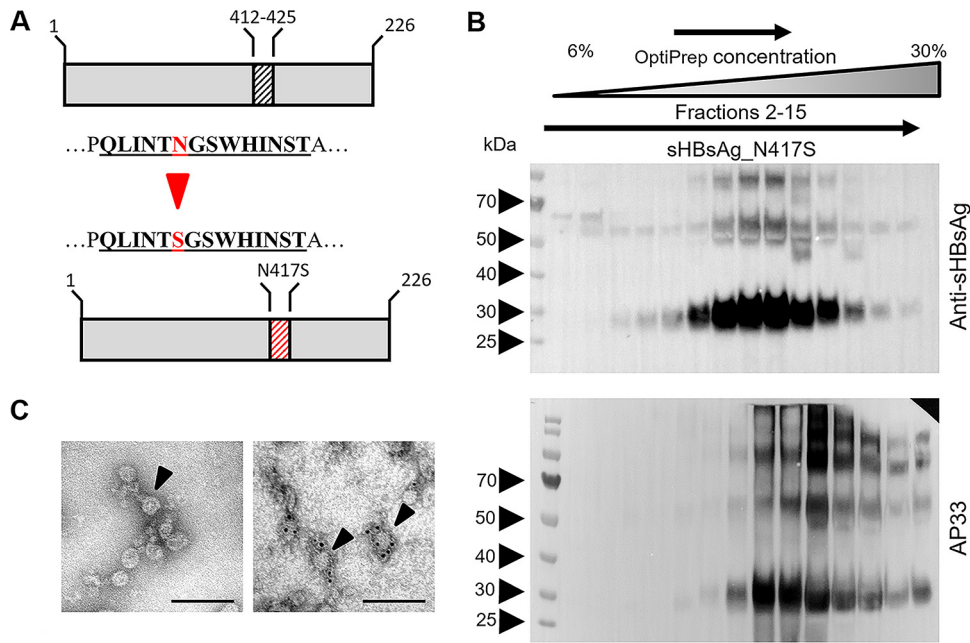 A
1
412-425
226
...PQLINTNGSWHINSTA...
...PQLINTSGSWHINSTA...
1
N417S
226
B
6%
OptiPrep concentration
30%
Fractions 2-15
kDa
sHBsAg_N417S
70
50
40
30
25
Anti-sHBsAg
70
50
40
30
25
AP33
C